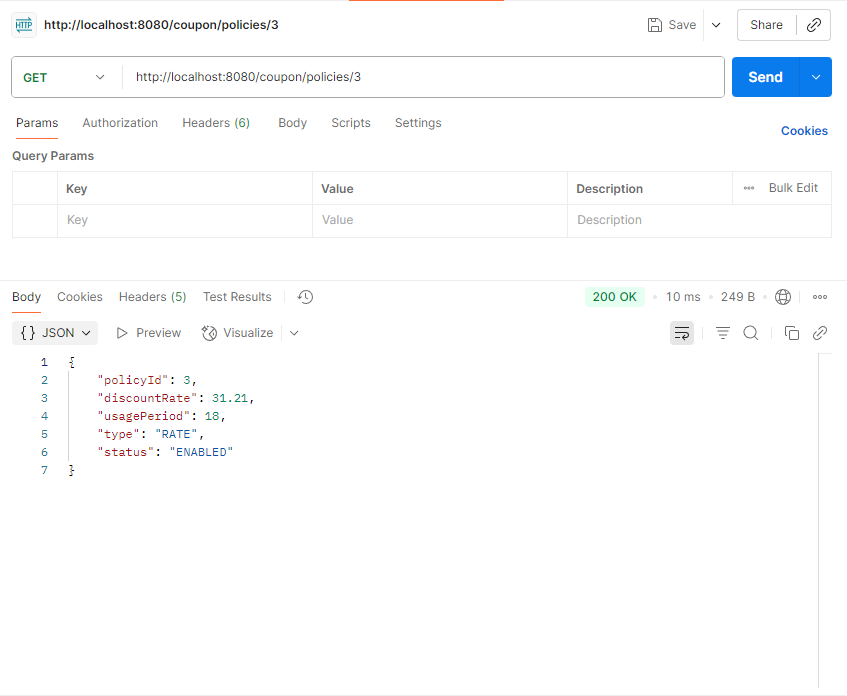 HTTP http://localhost:8080/coupon/policies/3 Save Share
GET http://localhost:8080/coupon/policies/3 Send
Params Authorization Headers (6) Body Scripts Settings Cookies
Query Params
Key Value Description Bulk Edit
Key Value Description
Body Cookies Headers (5) Test Results 200 OK • 10 ms • 249 B •
{} JSON Preview Visualize
1 {
2 "policyId": 3,
3 "discountRate": 31.21,
4 "usagePeriod": 18,
5 "type": "RATE",
6 "status": "ENABLED"
7 }